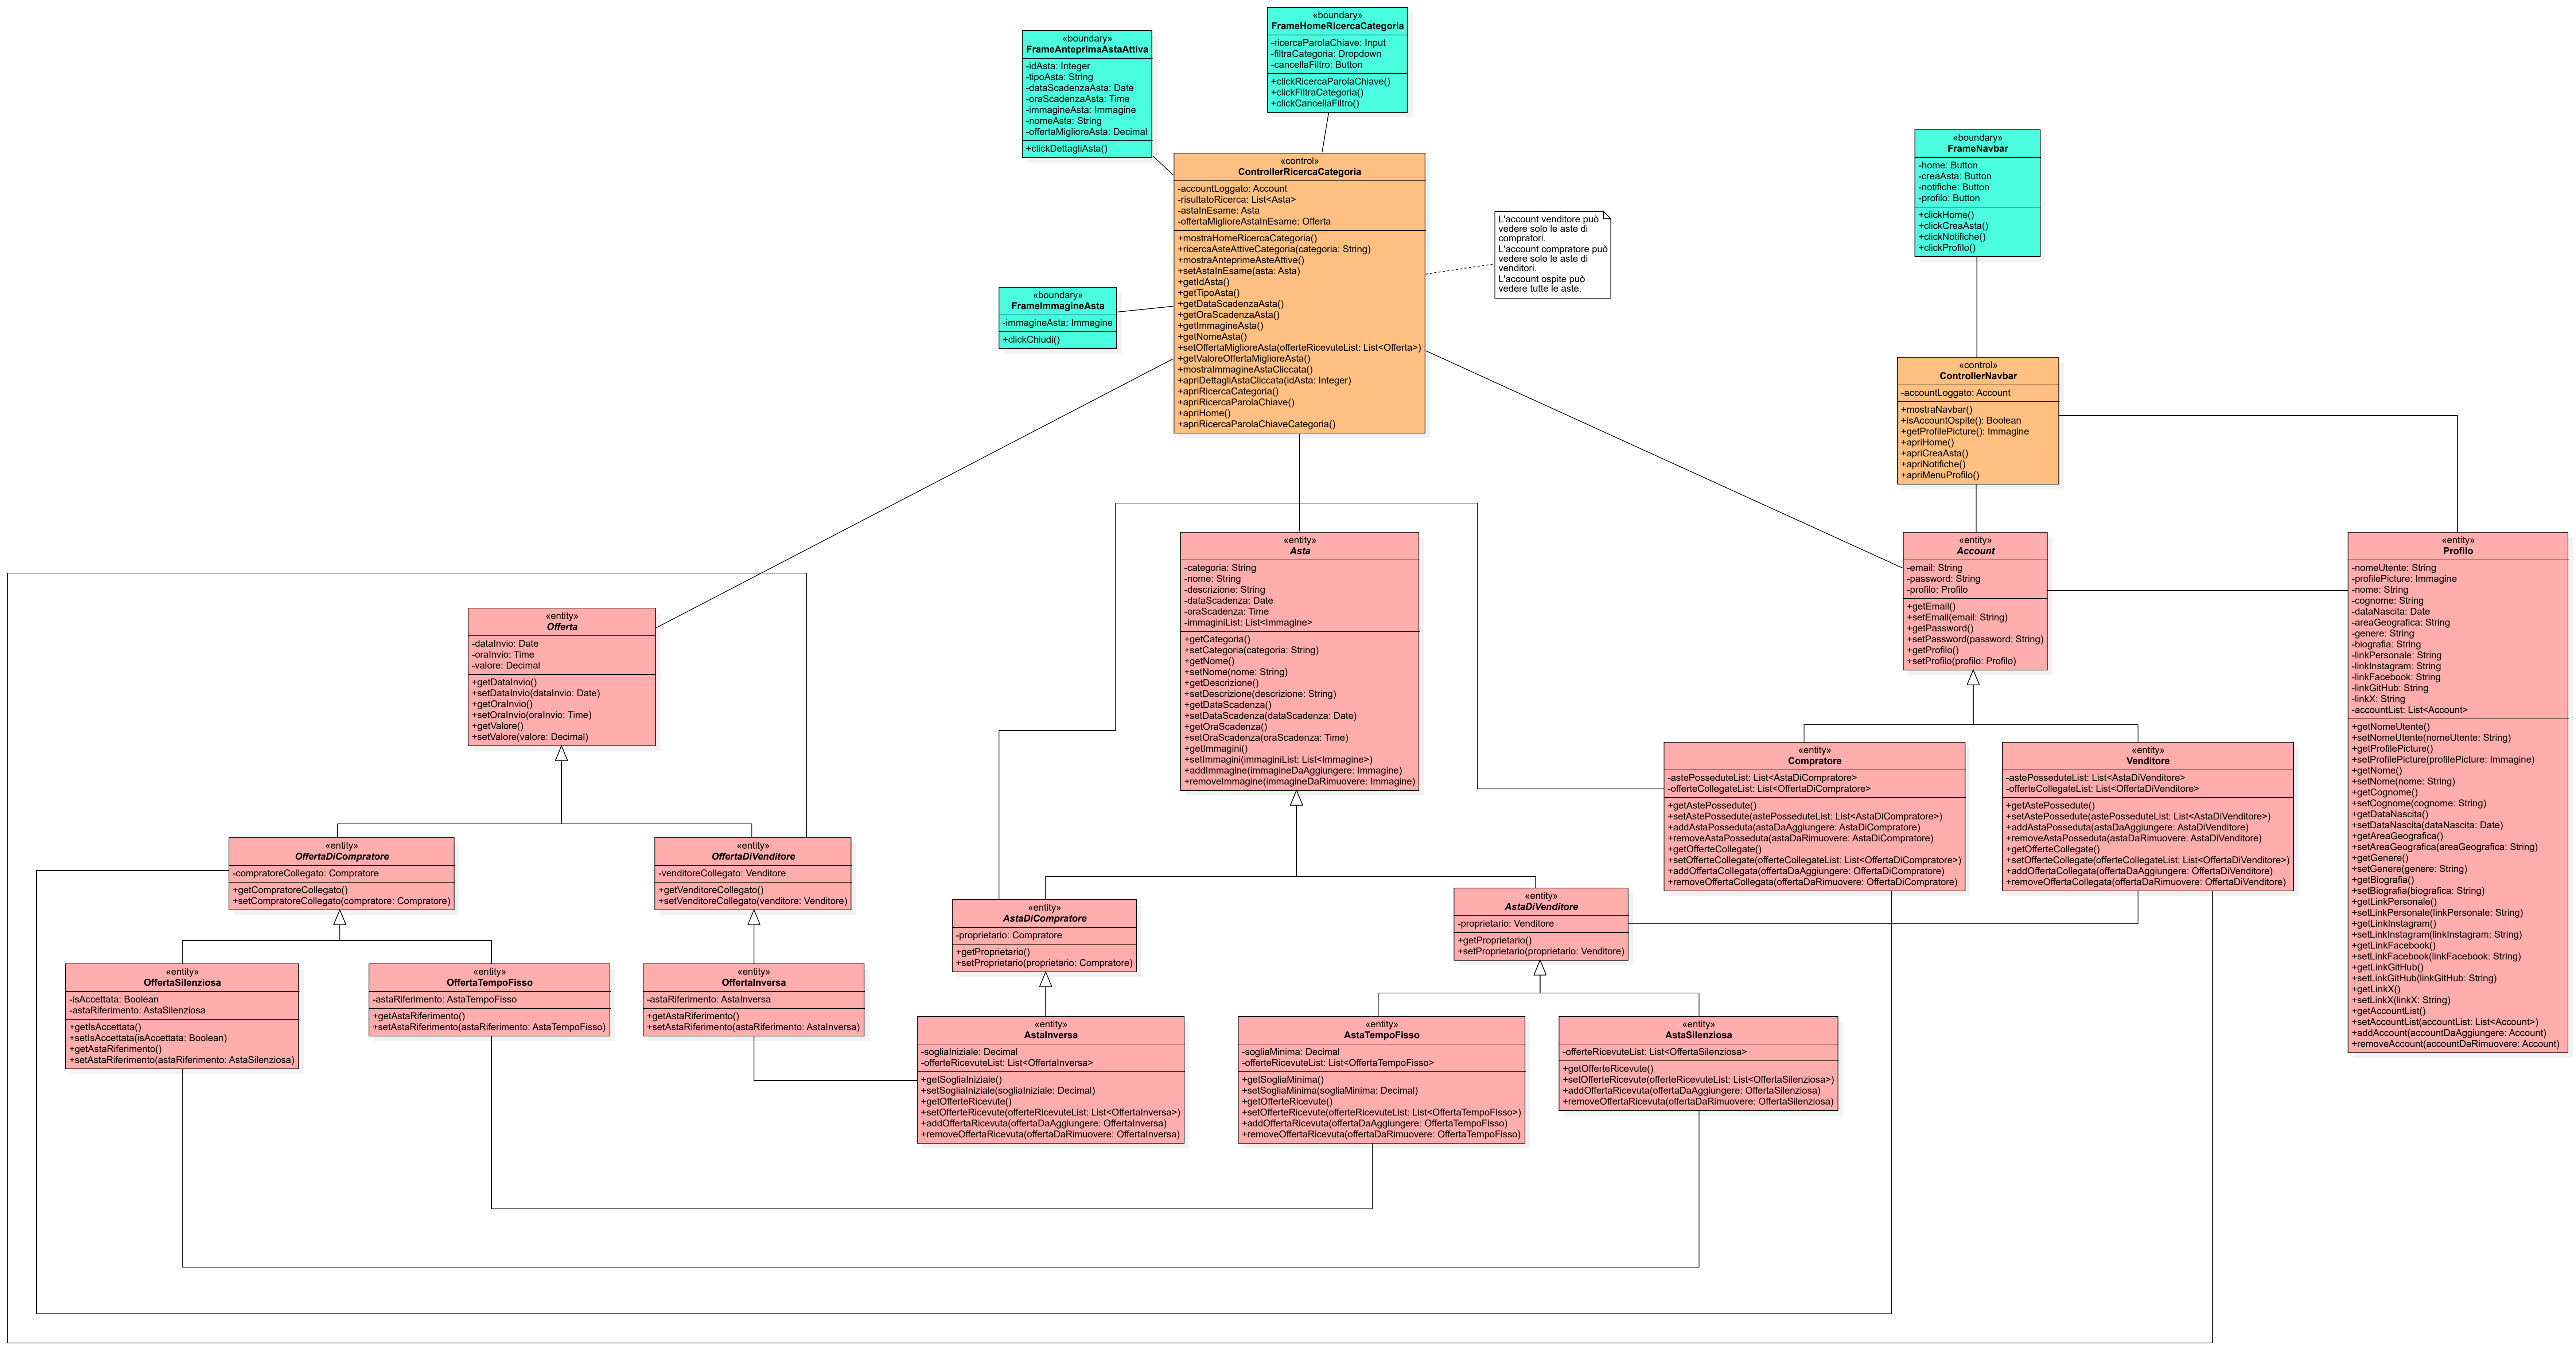 «boundary»
FrameHomeRicercaCategoria
-ricercaParolaChiave: Input
-filtraCategoria: Dropdown
-cancellaFiltro: Button
+clickRicercaParolaChiave()
+clickFiltraCategoria()
+clickCancellaFiltro()
«boundary»
FrameAnteprimaAstaAttiva
-idAsta: Integer
-tipoAsta: String
-dataScadenzaAsta: Date
-oraScadenzaAsta: Time
-immagineAsta: Immagine
-nomeAsta: String
-offertaMiglioreAsta: Decimal
+clickDettagliAsta()
«boundary»
FrameNavbar
-home: Button
-creaAsta: Button
-notifiche: Button
-profilo: Button
+clickHome()
+clickCreaAsta()
+clickNotifiche()
+clickProfilo()
«control»
ControllerRicercaCategoria
-accountLoggato: Account
-risultatoRicerca: List<Asta>
-astaInEsame: Asta
-offertaMiglioreAstaInEsame: Offerta
+mostraHomeRicercaCategoria()
+ricercaAsteAttiveCategoria(categoria: String)
+mostraAnteprimeAsteAttive()
+setAstaInEsame(asta: Asta)
+getIdAsta()
+getTipoAsta()
+getDataScadenzaAsta()
+getOraScadenzaAsta()
+getImmagineAsta()
+getNomeAsta()
+setOffertaMiglioreAsta(offerteRicevuteList: List<Offerta>)
+getValoreOffertaMiglioreAsta()
+mostraImmagineAstaCliccata()
+apriDettagliAstaCliccata(idAsta: Integer)
+apriRicercaCategoria()
+apriRicercaParolaChiave()
+apriHome()
+apriRicercaParolaChiaveCategoria()
L'account venditore può
vedere solo le aste di
compratori.
L'account compratore può
vedere solo le aste di
venditori.
L'account ospite può
vedere tutte le aste.
«boundary»
FrameImmagineAsta
-immagineAsta: Immagine
+clickChiudi()
«control»
ControllerNavbar
-accountLoggato: Account
+mostraNavbar()
+isAccountOspite(): Boolean
+getProfilePicture(): Immagine
+apriHome()
+apriCreaAsta()
+apriNotifiche()
+apriMenuProfilo()
«entity»
Offerta
-dataInvio: Date
-oraInvio: Time
-valore: Decimal
+getDataInvio()
+setDataInvio(dataInvio: Date)
+getOraInvio()
+setOraInvio(oraInvio: Time)
+getValore()
+setValore(valore: Decimal)
«entity»
Asta
-categoria: String
-nome: String
-descrizione: String
-dataScadenza: Date
-oraScadenza: Time
-immaginiList: List<Immagine>
+getCategoria()
+setCategoria(categoria: String)
+getNome()
+setNome(nome: String)
+getDescrizione()
+setDescrizione(descrizione: String)
+getDataScadenza()
+setDataScadenza(dataScadenza: Date)
+getOraScadenza()
+setOraScadenza(oraScadenza: Time)
+getImmagini()
+setImmagini(immaginiList: List<Immagine>)
+addImmagine(immagineDaAggiungere: Immagine)
+removeImmagine(immagineDaRimuovere: Immagine)
«entity»
Account
-email: String
-password: String
-profilo: Profilo
+getEmail()
+setEmail(email: String)
+getPassword()
+setPassword(password: String)
+getProfilo()
+setProfilo(profilo: Profilo)
«entity»
Profilo
-nomeUtente: String
-profilePicture: Immagine
-nome: String
-cognome: String
-dataNascita: Date
-areaGeografica: String
-genere: String
-biografia: String
-linkPersonale: String
-linkInstagram: String
-linkFacebook: String
-linkGitHub: String
-linkX: String
-accountList: List<Account>
+getNomeUtente()
+setNomeUtente(nomeUtente: String)
+getProfilePicture()
+setProfilePicture(profilePicture: Immagine)
+getNome()
+setNome(nome: String)
+getCognome()
+setCognome(cognome: String)
+getDataNascita()
+setDataNascita(dataNascita: Date)
+getAreaGeografica()
+setAreaGeografica(areaGeografica: String)
+getGenere()
+setGenere(genere: String)
+getBiografia()
+setBiografia(biografica: String)
+getLinkPersonale()
+setLinkPersonale(linkPersonale: String)
+getLinkInstagram()
+setLinkInstagram(linkInstagram: String)
+getLinkFacebook()
+setLinkFacebook(linkFacebook: String)
+getLinkGitHub()
+setLinkGitHub(linkGitHub: String)
+getLinkX()
+setLinkX(linkX: String)
+getAccountList()
+setAccountList(accountList: List<Account>)
+addAccount(accountDaAggiungere: Account)
+removeAccount(accountDaRimuovere: Account)
«entity»
Compratore
-astePosseduteList: List<AstaDiCompratore>
-offerteCollegateList: List<OffertaDiCompratore>
+getAstePossedute()
+setAstePossedute(astePosseduteList: List<AstaDiCompratore>)
+addAstaPosseduta(astaDaAggiungere: AstaDiCompratore)
+removeAstaPosseduta(astaDaRimuovere: AstaDiCompratore)
+getOfferteCollegate()
+setOfferteCollegate(offerteCollegateList: List<OffertaDiCompratore>)
+addOffertaCollegata(offertaDaAggiungere: OffertaDiCompratore)
+removeOffertaCollegata(offertaDaRimuovere: OffertaDiCompratore)
«entity»
Venditore
-astePosseduteList: List<AstaDiVenditore>
-offerteCollegateList: List<OffertaDiVenditore>
+getAstePossedute()
+setAstePossedute(astePosseduteList: List<AstaDiVenditore>)
+addAstaPosseduta(astaDaAggiungere: AstaDiVenditore)
+removeAstaPosseduta(astaDaRimuovere: AstaDiVenditore)
+getOfferteCollegate()
+setOfferteCollegate(offerteCollegateList: List<OffertaDiVenditore>)
+addOffertaCollegata(offertaDaAggiungere: OffertaDiVenditore)
+removeOffertaCollegata(offertaDaRimuovere: OffertaDiVenditore)
«entity»
OffertaDiCompratore
-compratoreCollegato: Compratore
+getCompratoreCollegato()
+setCompratoreCollegato(compratore: Compratore)
«entity»
OffertaDiVenditore
-venditoreCollegato: Venditore
+getVenditoreCollegato()
+setVenditoreCollegato(venditore: Venditore)
«entity»
AstaDiCompratore
-proprietario: Compratore
+getProprietario()
+setProprietario(proprietario: Compratore)
«entity»
AstaDiVenditore
-proprietario: Venditore
+getProprietario()
+setProprietario(proprietario: Venditore)
«entity»
OffertaSilenziosa
-isAccettata: Boolean
-astaRiferimento: AstaSilenziosa
+getIsAccettata()
+setIsAccettata(isAccettata: Boolean)
+getAstaRiferimento()
+setAstaRiferimento(astaRiferimento: AstaSilenziosa)
«entity»
OffertaTempoFisso
-astaRiferimento: AstaTempoFisso
+getAstaRiferimento()
+setAstaRiferimento(astaRiferimento: AstaTempoFisso)
«entity»
OffertaInversa
-astaRiferimento: AstaInversa
+getAstaRiferimento()
+setAstaRiferimento(astaRiferimento: AstaInversa)
«entity»
AstaInversa
-sogliaIniziale: Decimal
-offerteRicevuteList: List<OffertaInversa>
+getSogliaIniziale()
+setSogliaIniziale(sogliaIniziale: Decimal)
+getOfferteRicevute()
+setOfferteRicevute(offerteRicevuteList: List<OffertaInversa>)
+addOffertaRicevuta(offertaDaAggiungere: OffertaInversa)
+removeOffertaRicevuta(offertaDaRimuovere: OffertaInversa)
«entity»
AstaTempoFisso
-sogliaMinima: Decimal
-offerteRicevuteList: List<OffertaTempoFisso>
+getSogliaMinima()
+setSogliaMinima(sogliaMinima: Decimal)
+getOfferteRicevute()
+setOfferteRicevute(offerteRicevuteList: List<OffertaTempoFisso>)
+addOffertaRicevuta(offertaDaAggiungere: OffertaTempoFisso)
+removeOffertaRicevuta(offertaDaRimuovere: OffertaTempoFisso)
«entity»
AstaSilenziosa
-offerteRicevuteList: List<OffertaSilenziosa>
+getOfferteRicevute()
+setOfferteRicevute(offerteRicevuteList: List<OffertaSilenziosa>)
+addOffertaRicevuta(offertaDaAggiungere: OffertaSilenziosa)
+removeOffertaRicevuta(offertaDaRimuovere: OffertaSilenziosa)